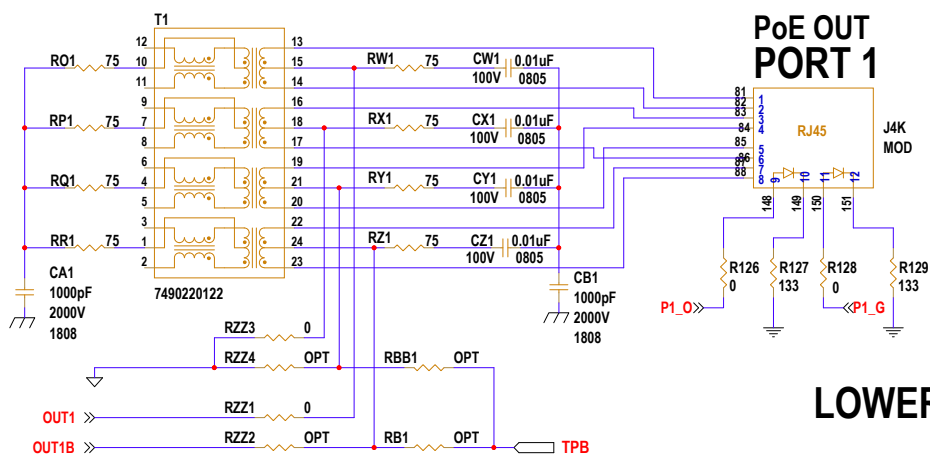 T1
PoE OUT
PORT 1
12 13
RO1 75 10 15 RW1 75 CW1 0.01uF
11 14 100V 0805
9 16
RP1 75 7 18 RX1 75 CX1 0.01uF
8 17 100V 0805
6 19
RQ1 75 4 21 RY1 75 CY1 0.01uF
5 20 100V 0805
3 22
RR1 75 1 24 RZ1 75 CZ1 0.01uF
2 23 100V 0805
81 1
82 2
83 3
84 4
85 5
86 6
87 7
88 8
RJ45
J4K
MOD
9 10 11 12
148 149 150 151
CA1
1000pF
2000V
1808
7490220122
CB1
1000pF
2000V
1808
R126
0
R127
133
R128
0
R129
133
P1_O
P1_G
RZZ3 0
RZZ4 OPT RBB1 OPT
OUT1 RZZ1 0
OUT1B RZZ2 OPT RB1 OPT TPB
LOWER